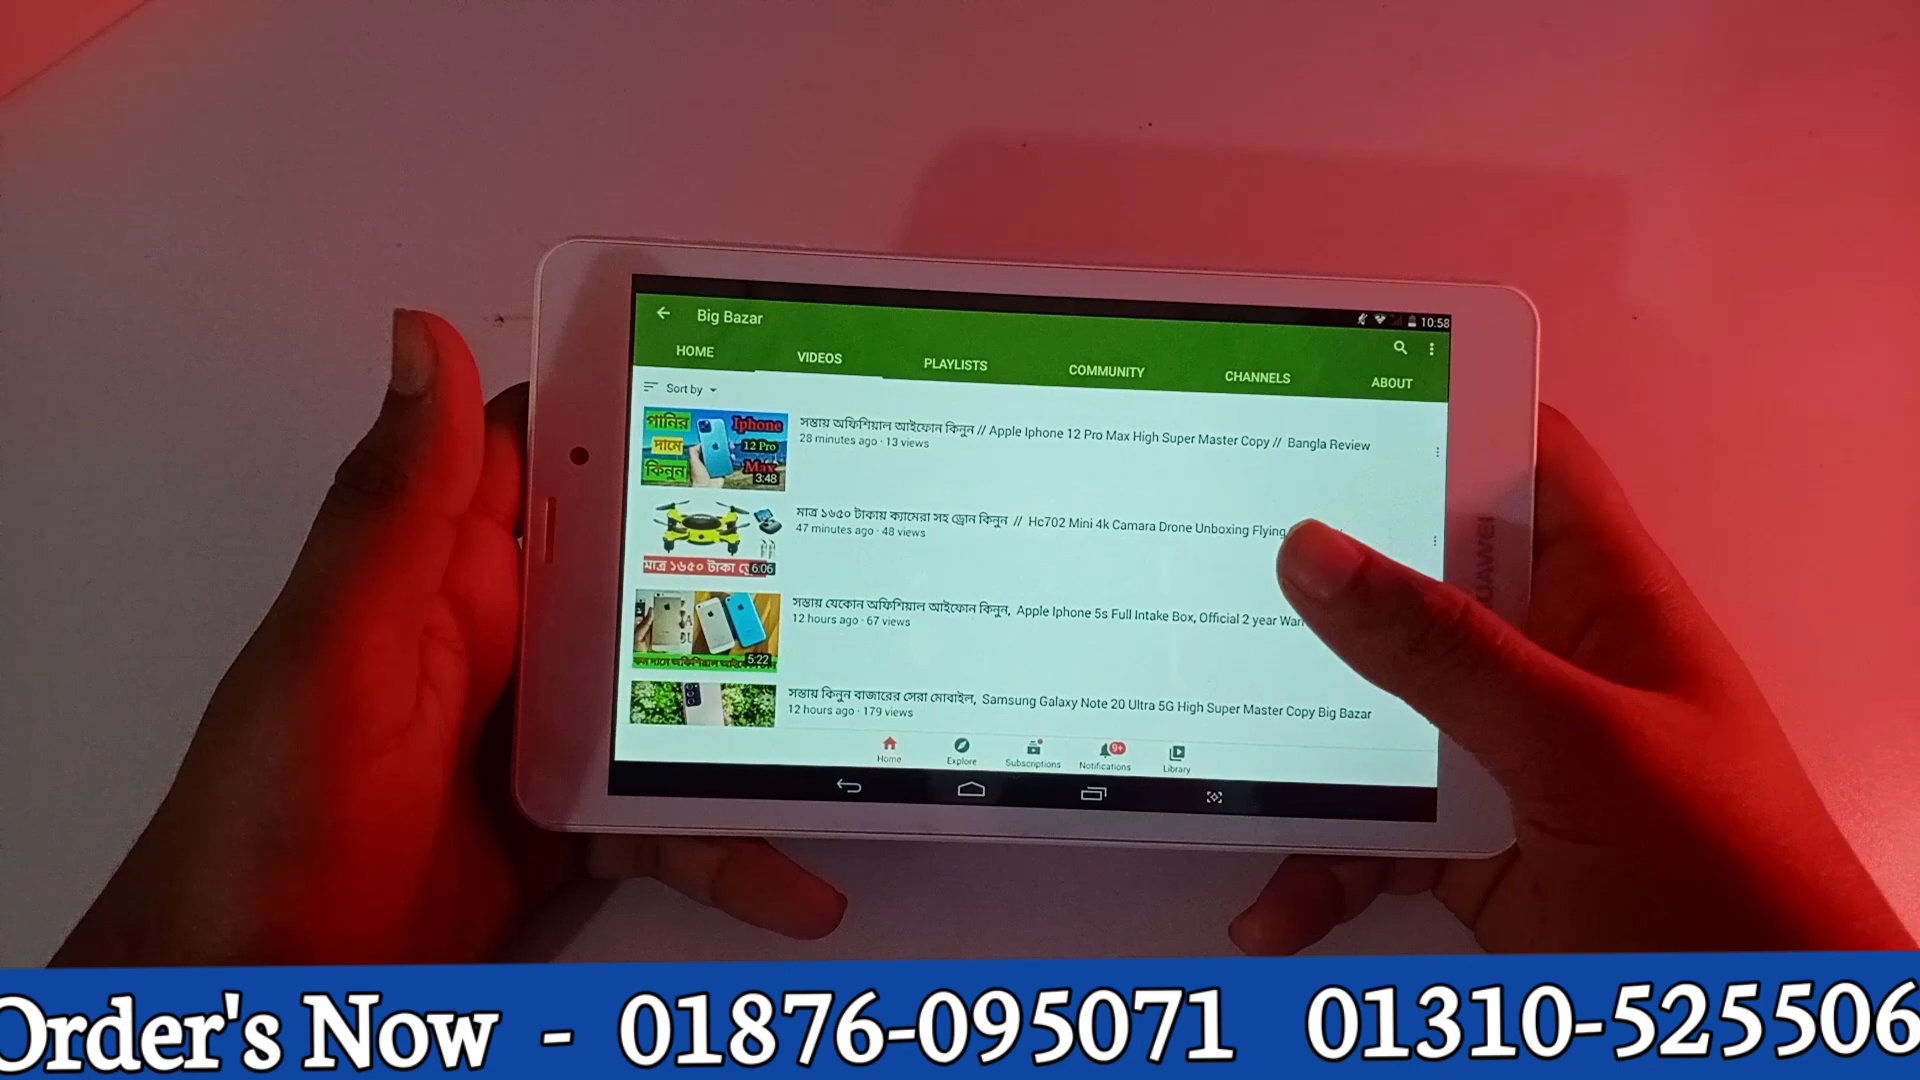 Big Bazar
10:58
HOME VIDEOS PLAYLISTS COMMUNITY CHANNELS ABOUT
Sort by
পানির
দামে
কিনুন
Iphone
12 Pro
Max
3:48
সস্তায় অফিশিয়াল আইফোন কিনুন // Apple Iphone 12 Pro Max High Super Master Copy // Bangla Review
28 minutes ago · 13 views
মাত্র ১৬৫০ টাকা
6:06
মাত্র ১৬৫০ টাকায় ক্যামেরা সহ ড্রোন কিনুন // Hc702 Mini 4k Camara Drone Unboxing Flying
47 minutes ago · 48 views
5:22
সস্তায় যেকোন অফিশিয়াল আইফোন কিনুন, Apple Iphone 5s Full Intake Box, Official 2 year
12 hours ago · 67 views
সস্তায় কিনুন বাজারের সেরা মোবাইল, Samsung Galaxy Note 20 Ultra 5G High Super Master Copy Big Bazar
12 hours ago · 179 views
9+
Home Explore Subscriptions Notifications Library
Order's Now - 01876-095071 01310-525506